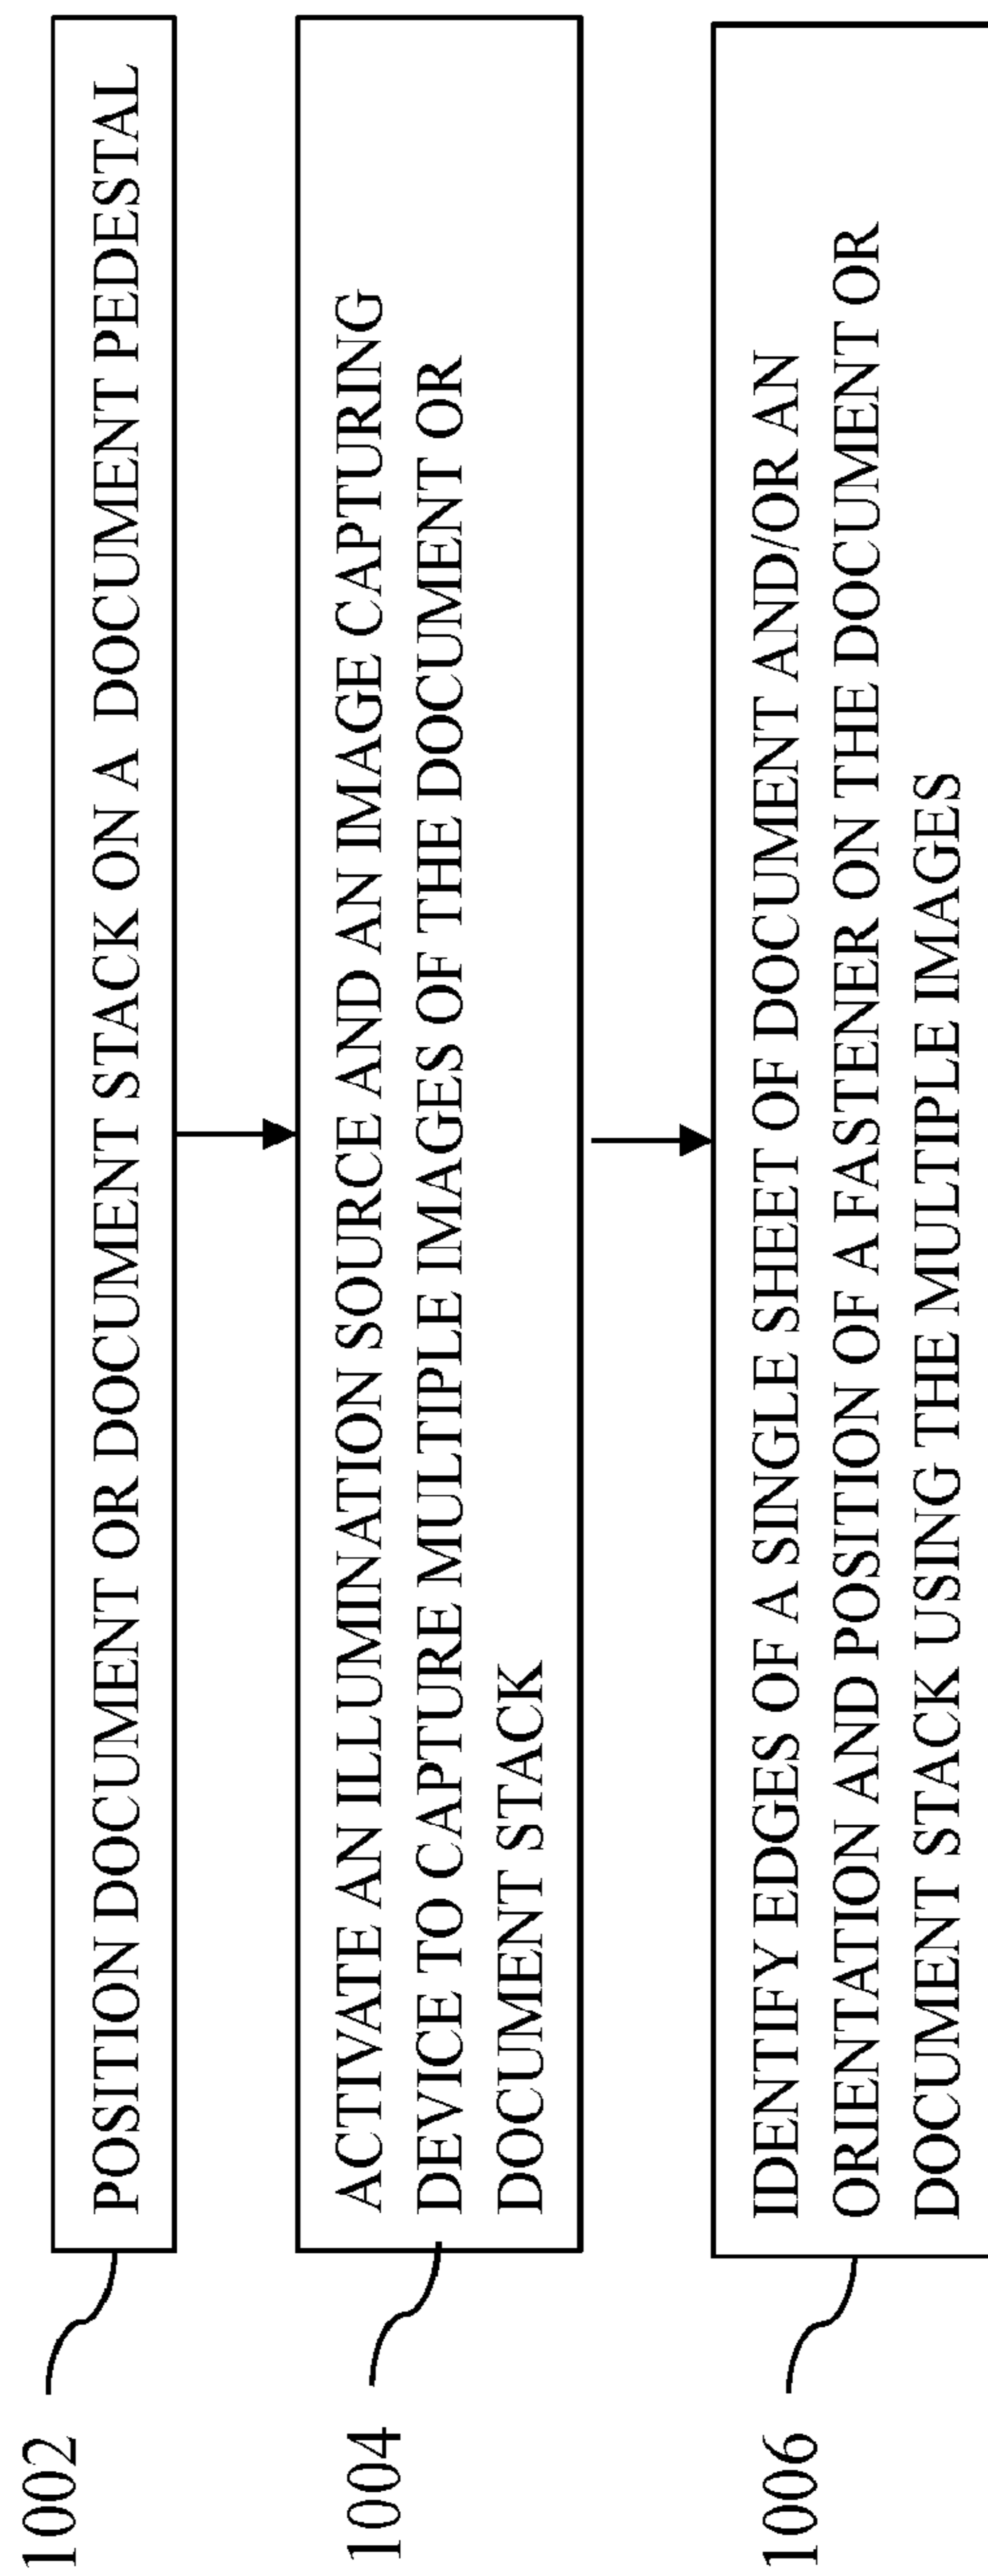 1002
POSITION DOCUMENT OR DOCUMENT STACK ON A DOCUMENT PEDESTAL
1004
ACTIVATE AN ILLUMINATION SOURCE AND AN IMAGE CAPTURING
DEVICE TO CAPTURE MULTIPLE IMAGES OF THE DOCUMENT OR
DOCUMENT STACK
1006
IDENTIFY EDGES OF A SINGLE SHEET OF DOCUMENT AND/OR AN
ORIENTATION AND POSITION OF A FASTENER ON THE DOCUMENT OR
DOCUMENT STACK USING THE MULTIPLE IMAGES